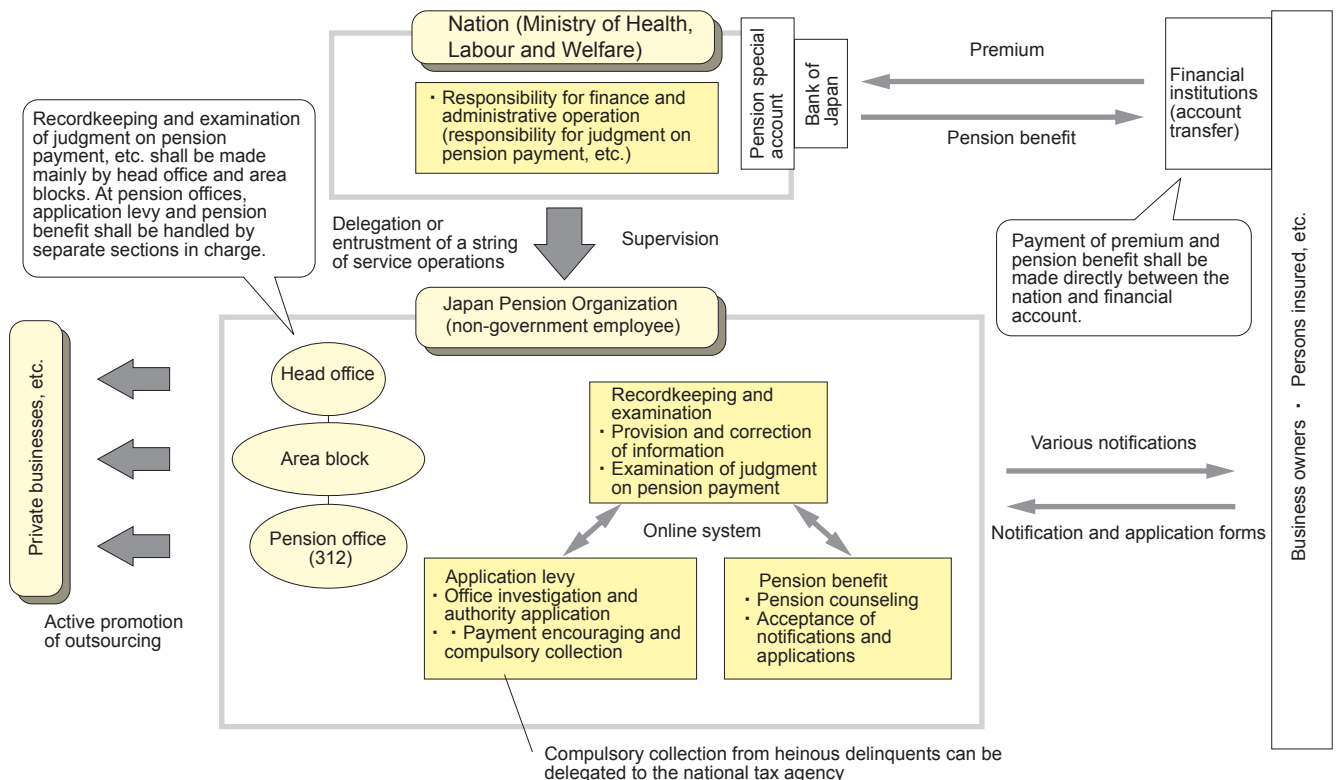 Nation (Ministry of Health,
Labour and Welfare)
・Responsibility for finance and
administrative operation
(responsibility for judgment on
pension payment, etc.)
Pension special
account
Bank of
Japan
Premium
Pension benefit
Financial
institutions
(account
transfer)
Recordkeeping and examination
of judgment on pension
payment, etc. shall be made
mainly by head office and area
blocks. At pension offices,
application levy and pension
benefit shall be handled by
separate sections in charge.
Delegation or
entrustment of a string
of service operations
Supervision
Payment of premium and
pension benefit shall be
made directly between the
nation and financial
account.
Japan Pension Organization
(non-government employee)
Private businesses, etc.
Active promotion
of outsourcing
Head office
Area block
Pension office
(312)
Recordkeeping and
examination
・Provision and correction
of information
・Examination of judgment
on pension payment
Online system
Application levy
・Office investigation and
authority application
・・Payment encouraging and
compulsory collection
Pension benefit
・Pension counseling
・Acceptance of
notifications and
applications
Various notifications
Notification and application forms
Business owners ・ Persons insured, etc.
Compulsory collection from heinous delinquents can be
delegated to the national tax agency